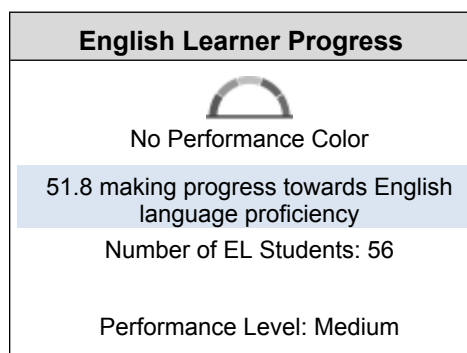 English Learner Progress
No Performance Color
51.8 making progress towards English
language proficiency
Number of EL Students: 56
Performance Level: Medium